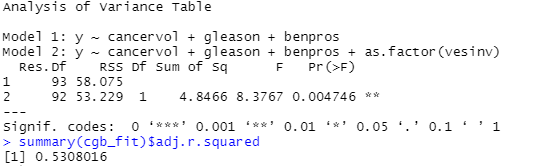 Analysis of Variance Table
Model 1: y ~ cancervol + gleason + benpros
Model 2: y ~ cancervol + gleason + benpros + as.factor(vesinv)
Res.Df RSS Df Sum of Sq F Pr(>F)
1 93 58.075
2 92 53.229 1 4.8466 8.3767 0.004746 **
---
Signif. codes: 0 ‘***’ 0.001 ‘**’ 0.01 ‘*’ 0.05 ‘.’ 0.1 ‘ ’ 1
> summary(cgb_fit)$adj.r.squared
[1] 0.5308016